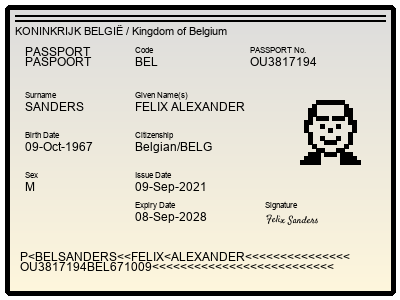 KONINKRIJK BELGIË / Kingdom of Belgium
PASSPORT
PASPOORT
Code
BEL
PASSPORT No.
OU3817194
Surname
SANDERS
Given Name(s)
FELIX ALEXANDER
Birth Date
09-Oct-1967
Citizenship
Belgian/BELG
Sex
M
Issue Date
09-Sep-2021
Expiry Date
08-Sep-2028
Signature
Felix Sanders
P<BELSANDERS<<FELIX<ALEXANDER<<<<<<<<<<<<<<<
OU3817194BEL671009<<<<<<<<<<<<<<<<<<<<<<<<<<